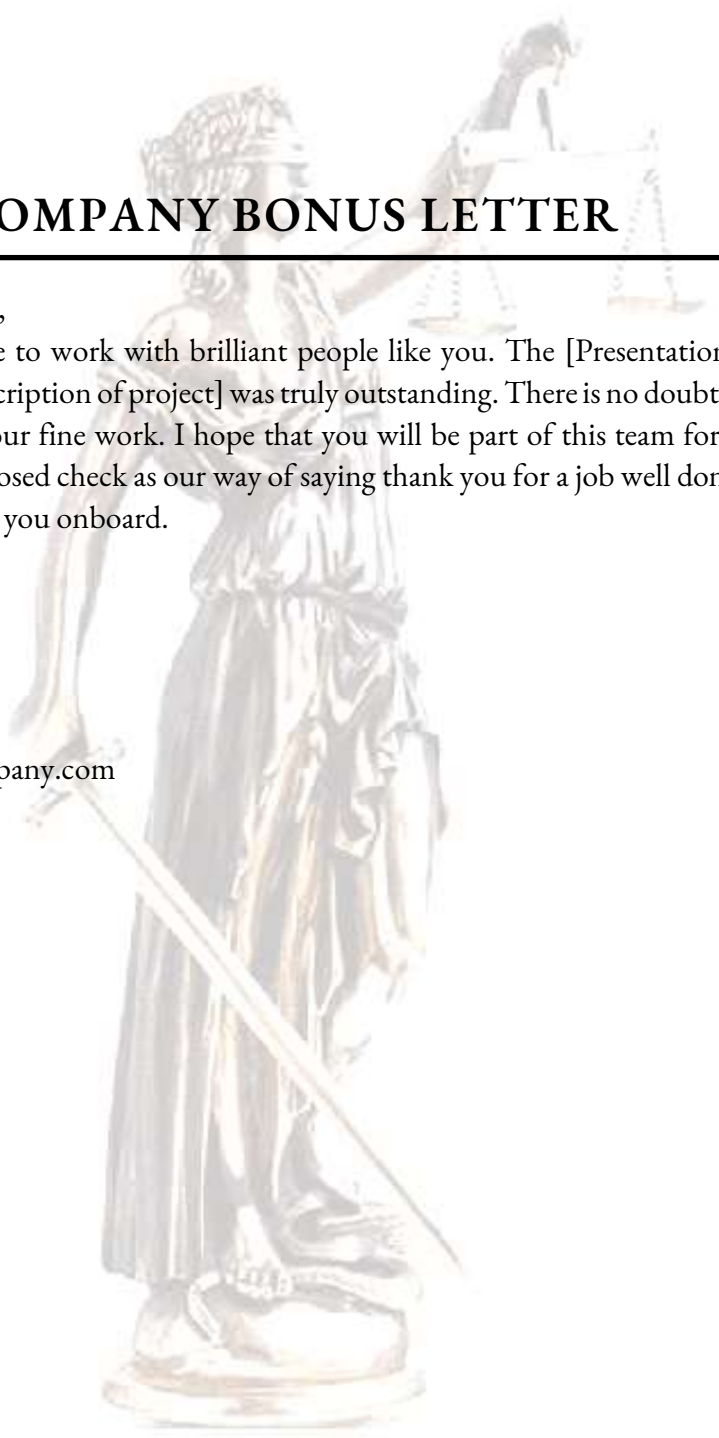 OMPANY BONUS LETTER
,
e to work with brilliant people like you. The [Presentation
cription of project] was truly outstanding. There is no doubt
our fine work. I hope that you will be part of this team for
osed check as our way of saying thank you for a job well don
you onboard.
pany.com